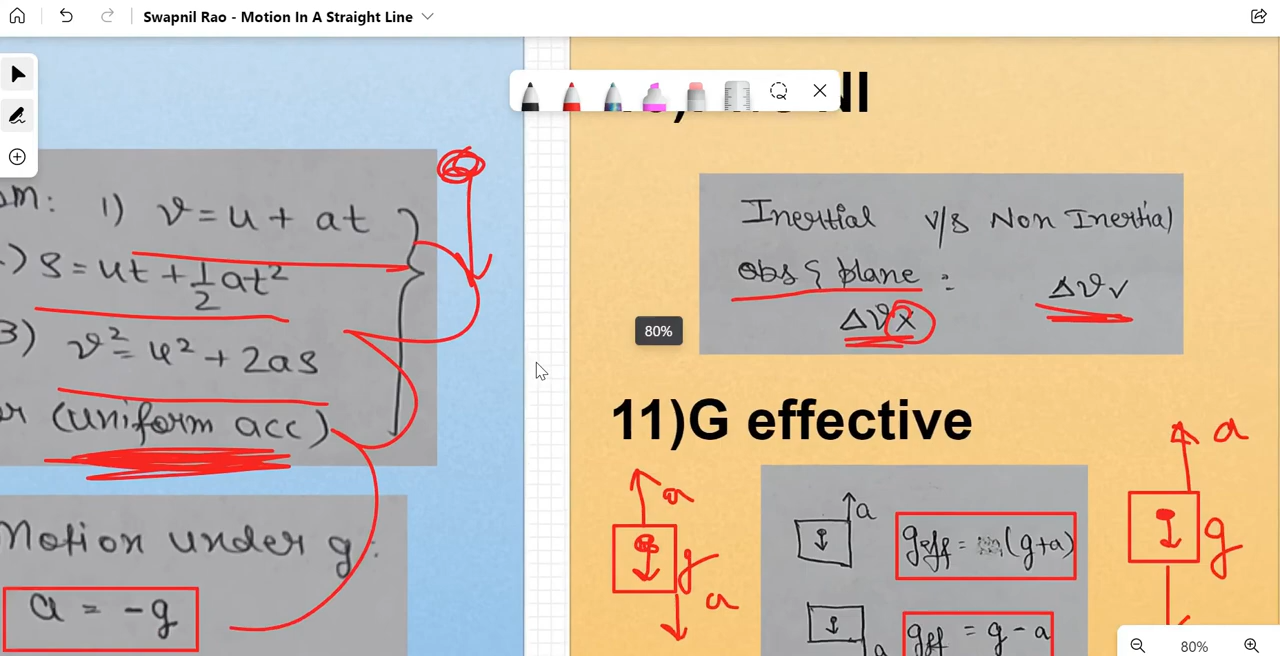 Swapnil Rao - Motion In A Straight Line
1) v = u + at
s = ut + 1/2 at²
3) v² = u² + 2as
(uniform acc)
Motion under g:
a = -g
NI
Inertial v/s Non Inertial
obs & plane :
Δv x
Δv ✓
80%
11)G effective
a
g
a
a
geff = (g+a)
geff = g - a
a
g
80%